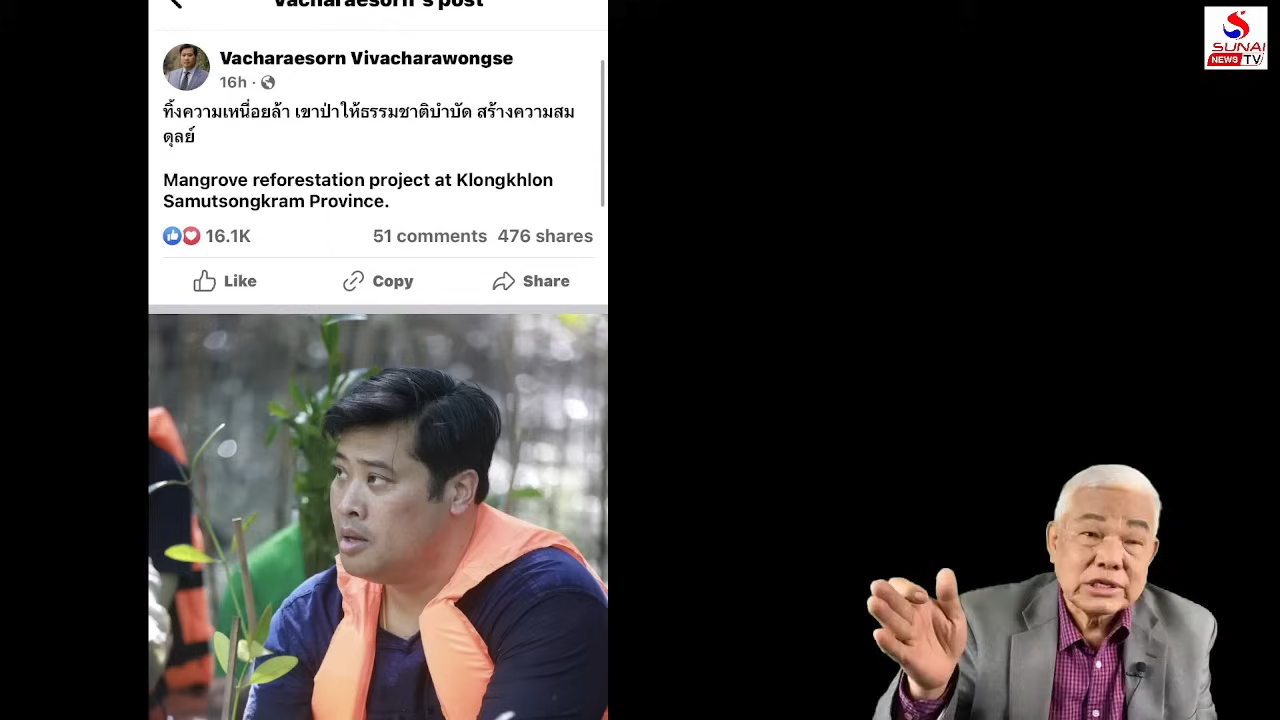 Vacharaesorn's post
Vacharaesorn Vivacharawongse
16h ·
ทิ้งความเหนื่อยล้า เขาป่าให้ธรรมชาติบำบัด สร้างความสม
ดุลย์
Mangrove reforestation project at Klongkhlon
Samutsongkram Province.
16.1K 51 comments 476 shares
Like Copy Share
SUNAI
NEWS TV